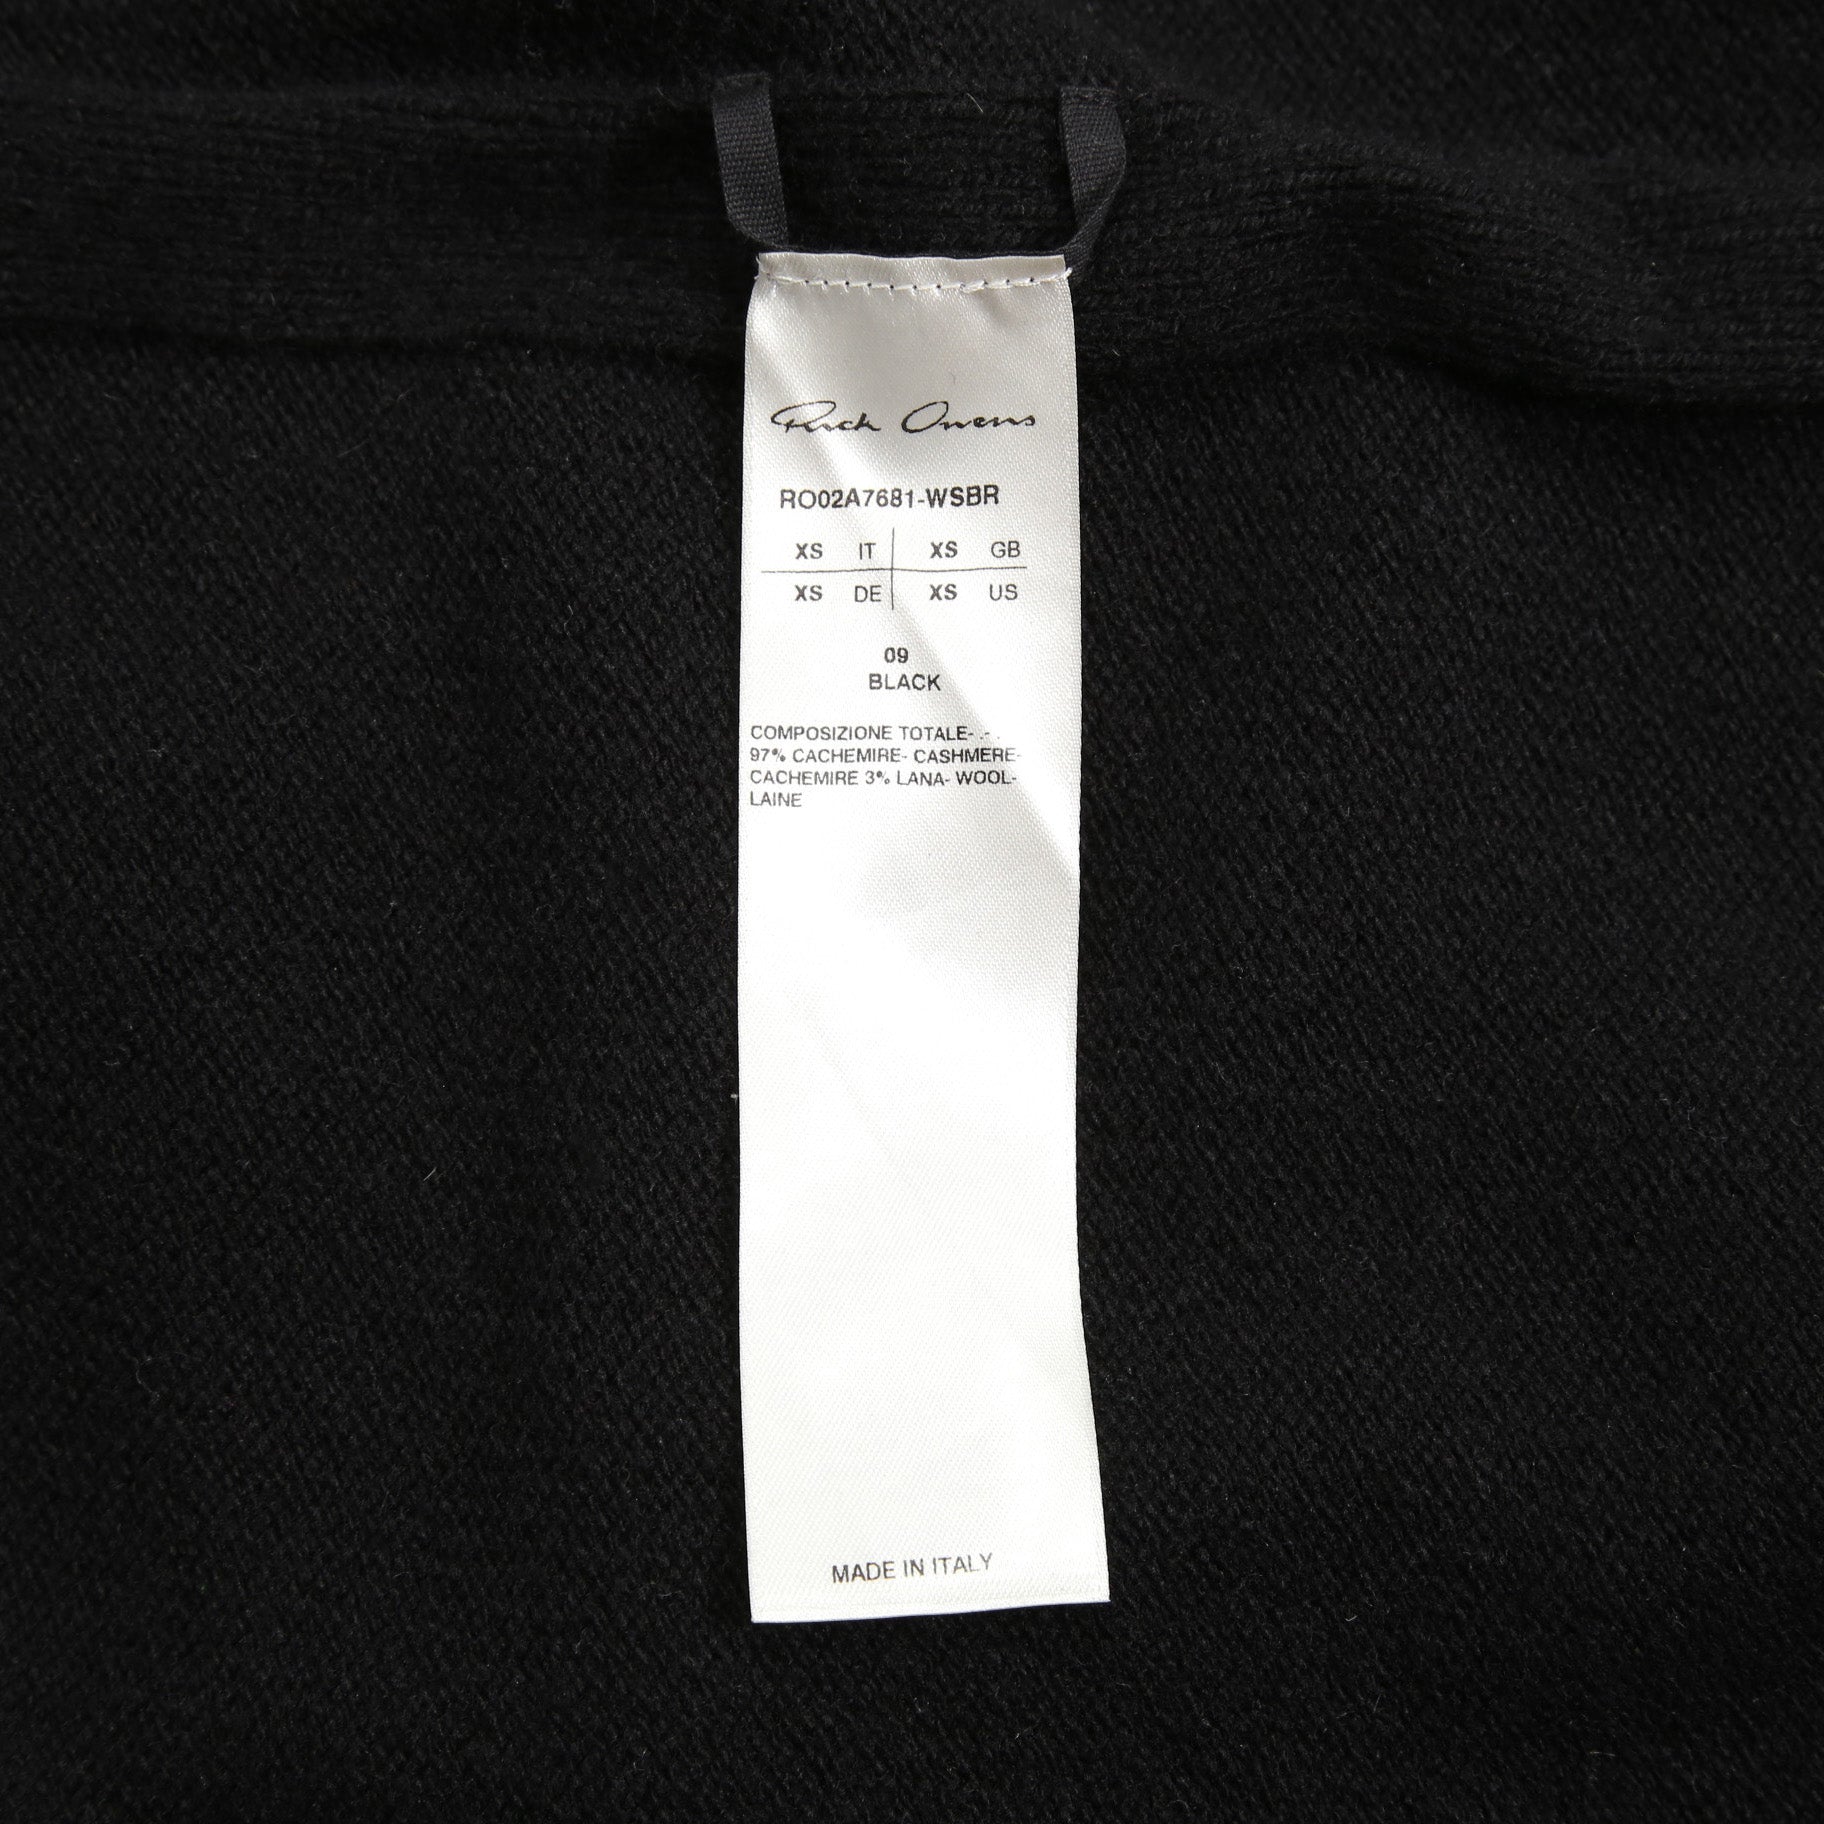 Rick Owens
RO02A7681-WSBR
XS IT XS GB
XS DE XS US
09
BLACK
COMPOSIZIONE TOTALE- .- .
97% CACHEMIRE- CASHMERE-
CACHEMIRE 3% LANA- WOOL-
LAINE
MADE IN ITALY